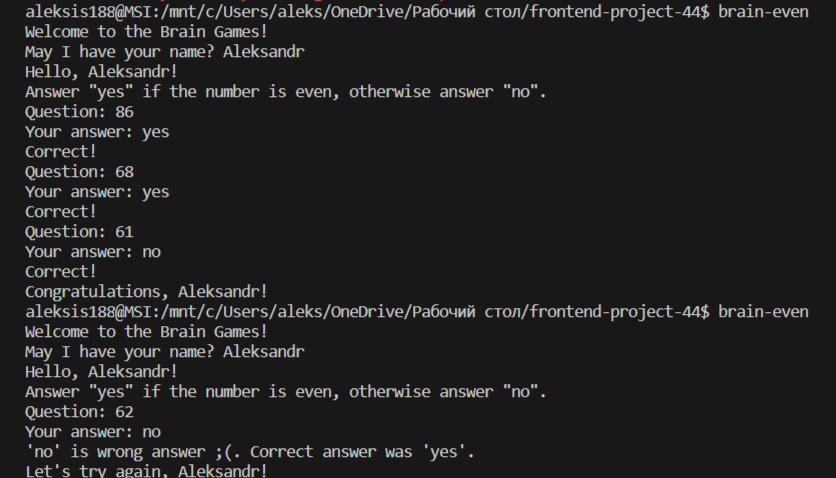 aleksis188@MSI:/mnt/c/Users/aleks/OneDrive/Рабочий стол/frontend-project-44$ brain-even
Welcome to the Brain Games!
May I have your name? Aleksandr
Hello, Aleksandr!
Answer "yes" if the number is even, otherwise answer "no".
Question: 86
Your answer: yes
Correct!
Question: 68
Your answer: yes
Correct!
Question: 61
Your answer: no
Correct!
Congratulations, Aleksandr!
aleksis188@MSI:/mnt/c/Users/aleks/OneDrive/Рабочий стол/frontend-project-44$ brain-even
Welcome to the Brain Games!
May I have your name? Aleksandr
Hello, Aleksandr!
Answer "yes" if the number is even, otherwise answer "no".
Question: 62
Your answer: no
'no' is wrong answer ;(. Correct answer was 'yes'.
Let's try again, Aleksandr!